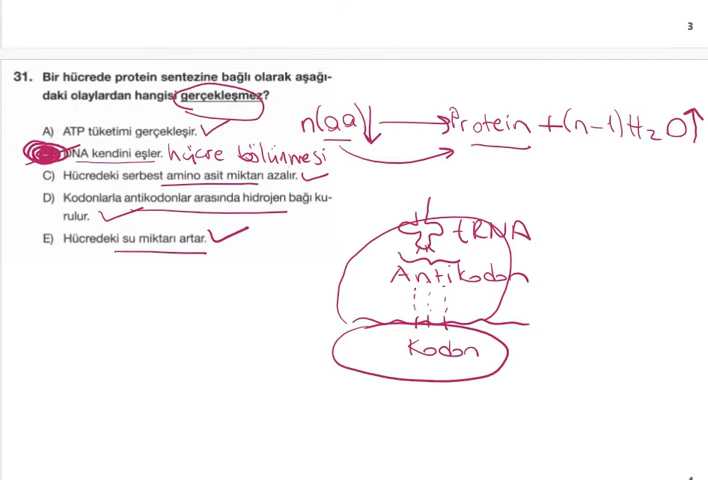 3
31. Bir hücrede protein sentezine bağlı olarak aşağı-
daki olaylardan hangisi gerçekleşmez?
A) ATP tüketimi gerçekleşir.
DNA kendini eşler. hücre bölünmesi
C) Hücredeki serbest amino asit miktarı azalır.
D) Kodonlarla antikodonlar arasında hidrojen bağı ku-
rulur.
E) Hücredeki su miktarı artar.
n(aa)↓ → Protein + (n-1) H₂O↑
tRNA
Antikodon
Kodon